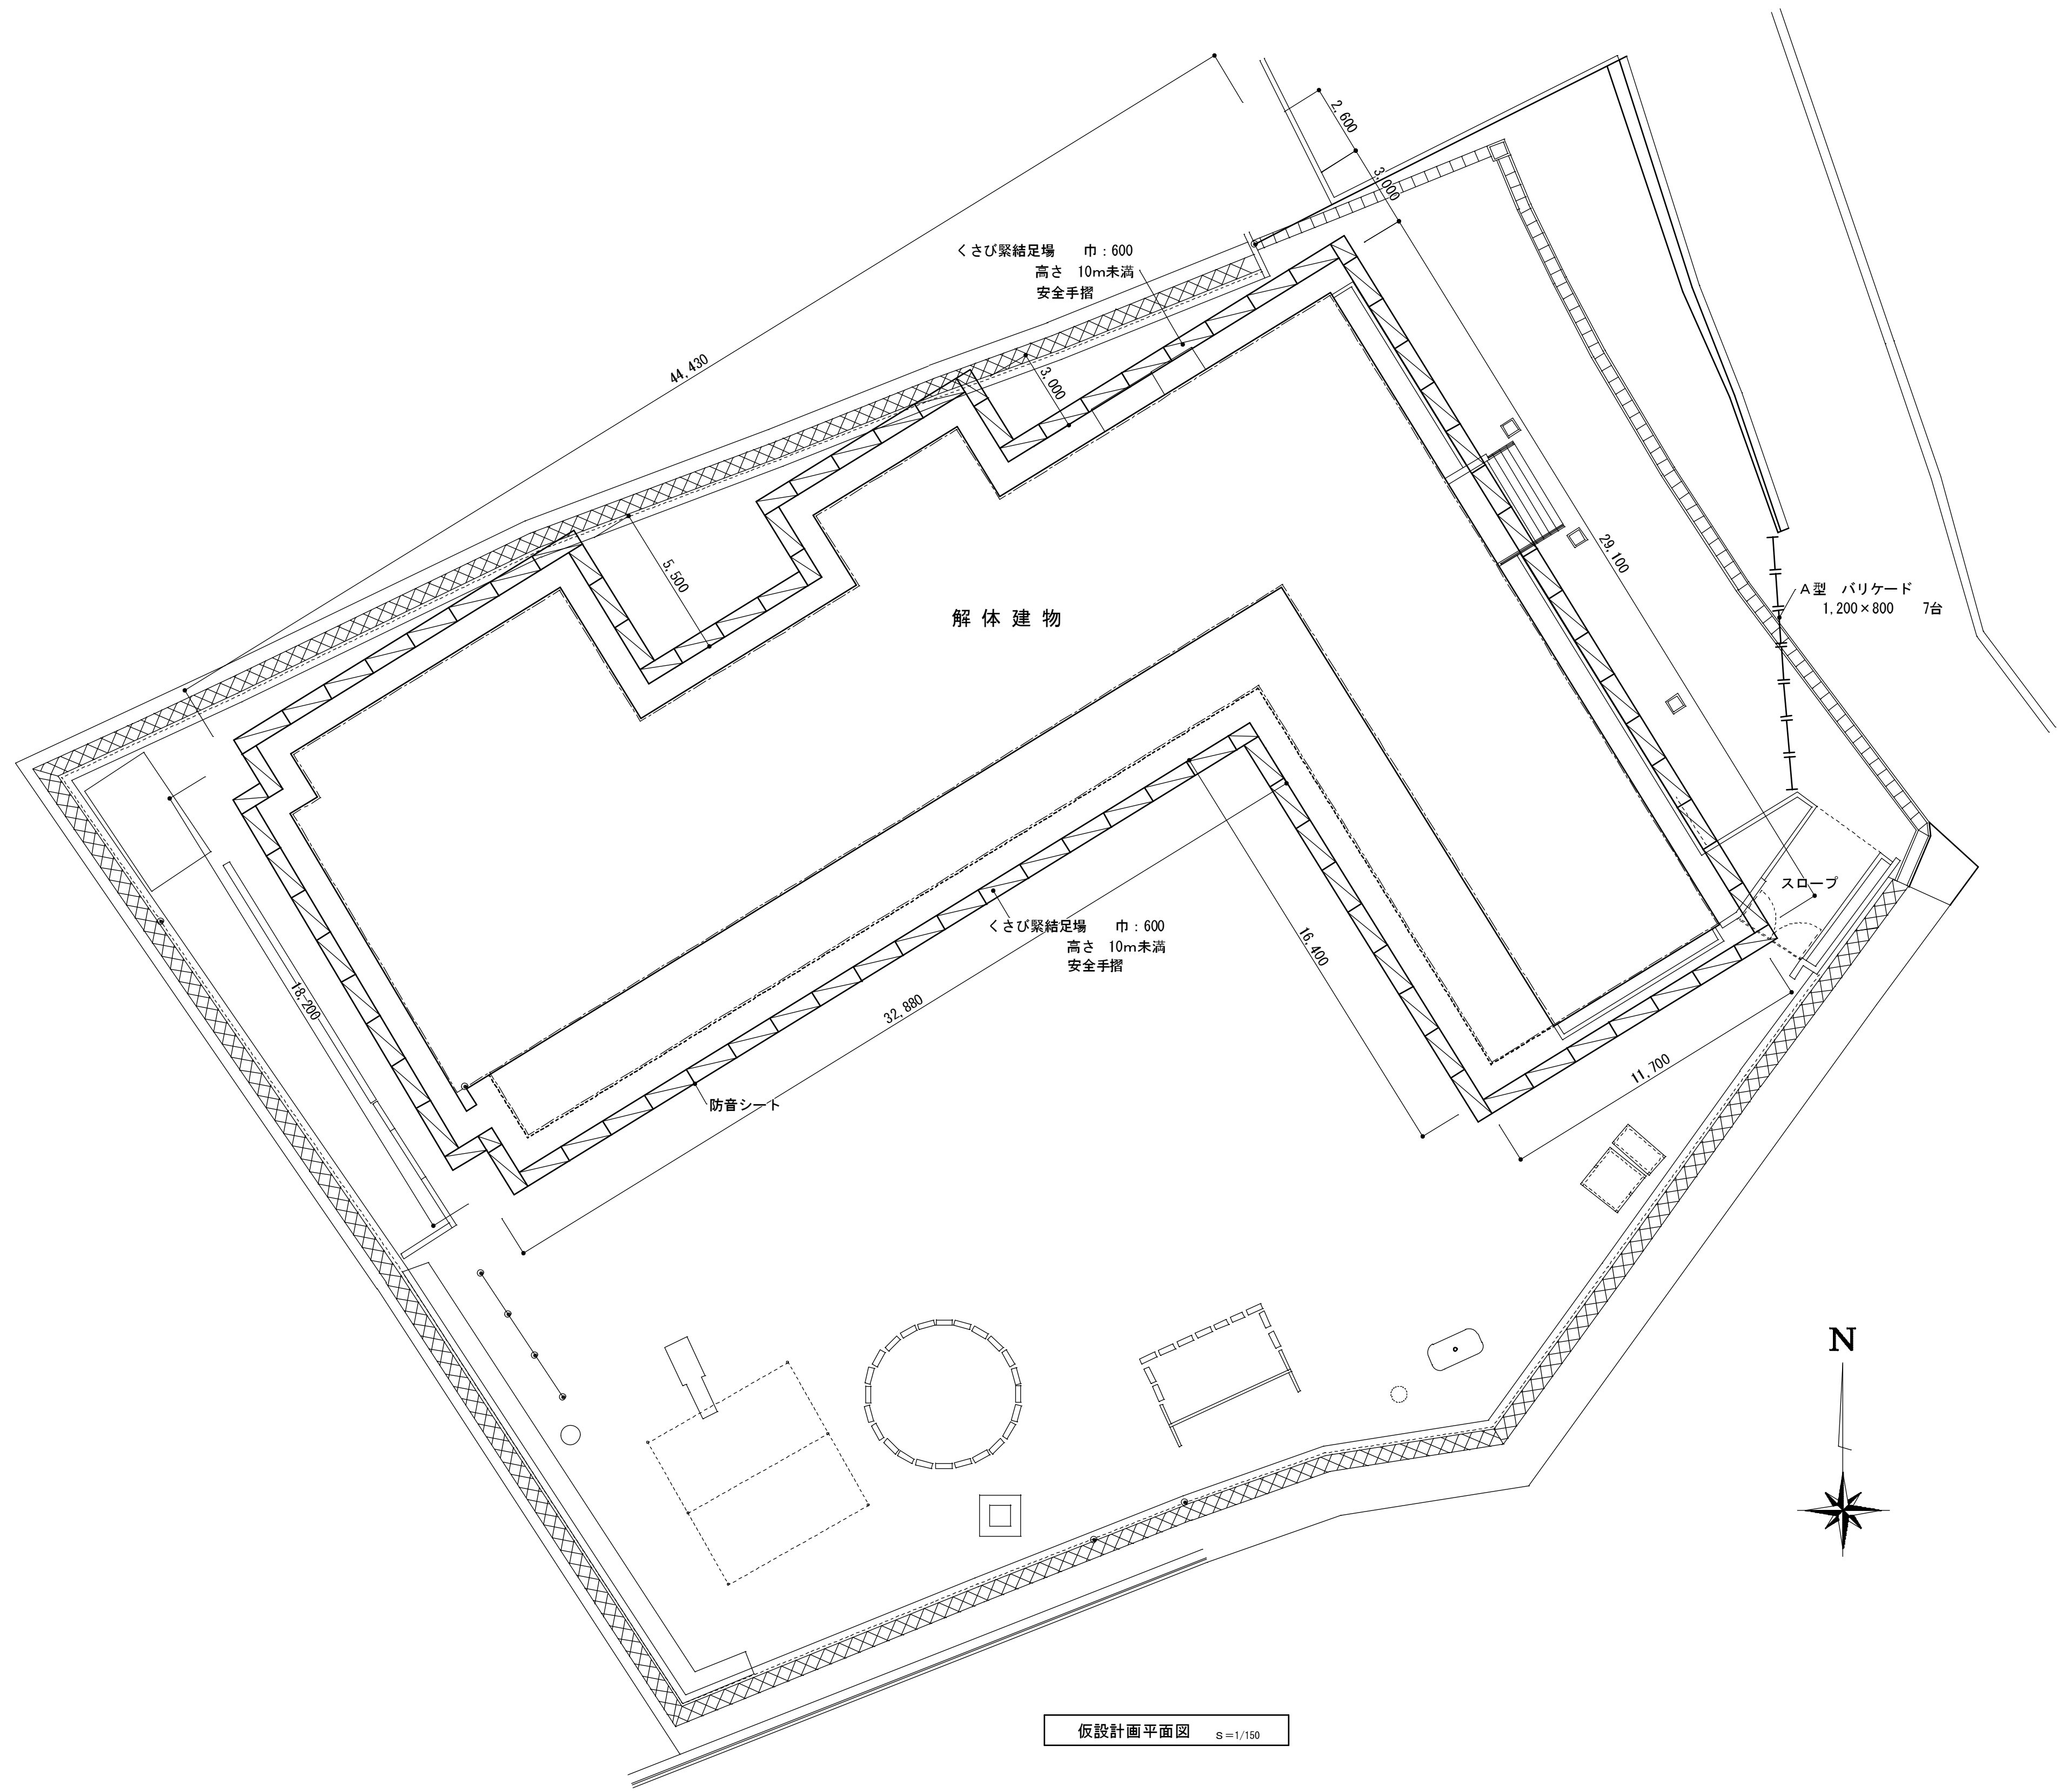 2,600
3,000
くさび緊結足場　　巾：600
高さ　10ｍ未満
安全手摺
44,430
3,000
5,500
29,100
Ａ型　バリケード
1,200×800　　7台
解 体 建 物
スロープ
くさび緊結足場　　巾：600
高さ　10ｍ未満
安全手摺
16,400
18,200
32,880
11,700
防音シート
N
仮設計画平面図　Ｓ＝1/150